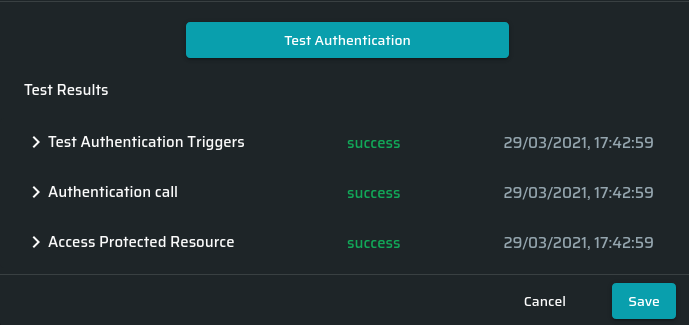 Test Authentication
Test Results
Test Authentication Triggers success 29/03/2021, 17:42:59
Authentication call success 29/03/2021, 17:42:59
Access Protected Resource success 29/03/2021, 17:42:59
Cancel Save